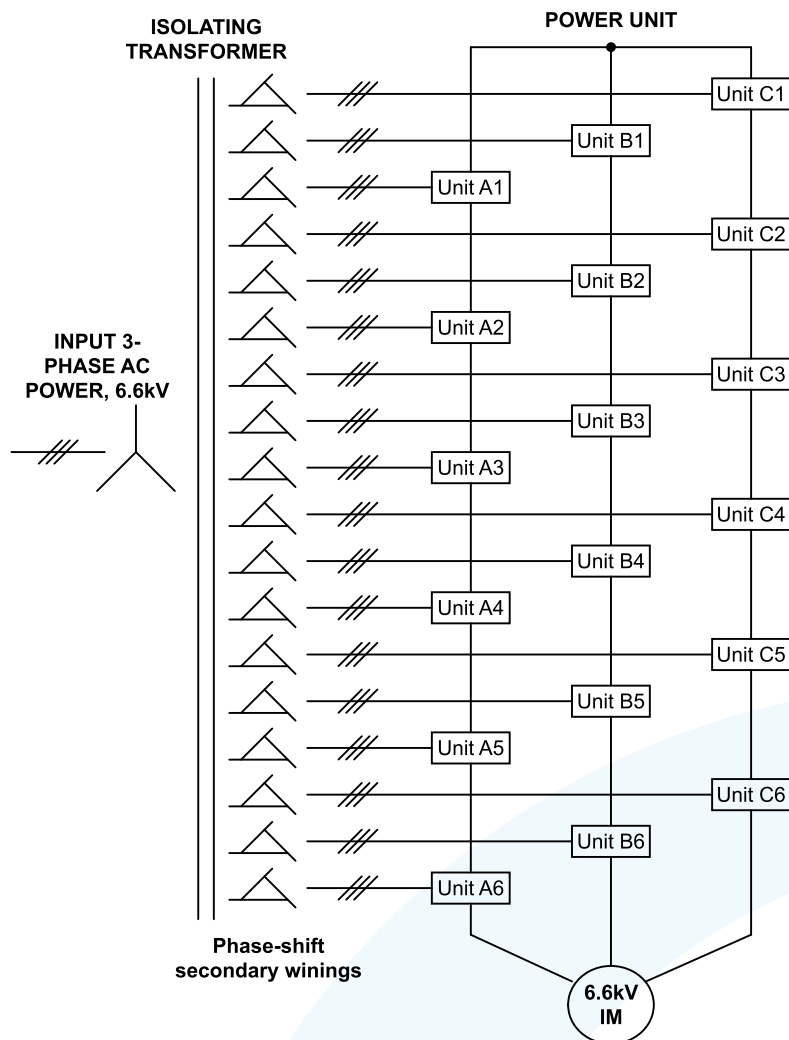 ISOLATING
TRANSFORMER
POWER UNIT
Unit C1
Unit B1
Unit A1
Unit C2
Unit B2
Unit A2
INPUT 3-
PHASE AC
POWER, 6.6kV
Unit C3
Unit B3
Unit A3
Unit C4
Unit B4
Unit A4
Unit C5
Unit B5
Unit A5
Unit C6
Unit B6
Unit A6
Phase-shift
secondary winings
6.6kV
IM